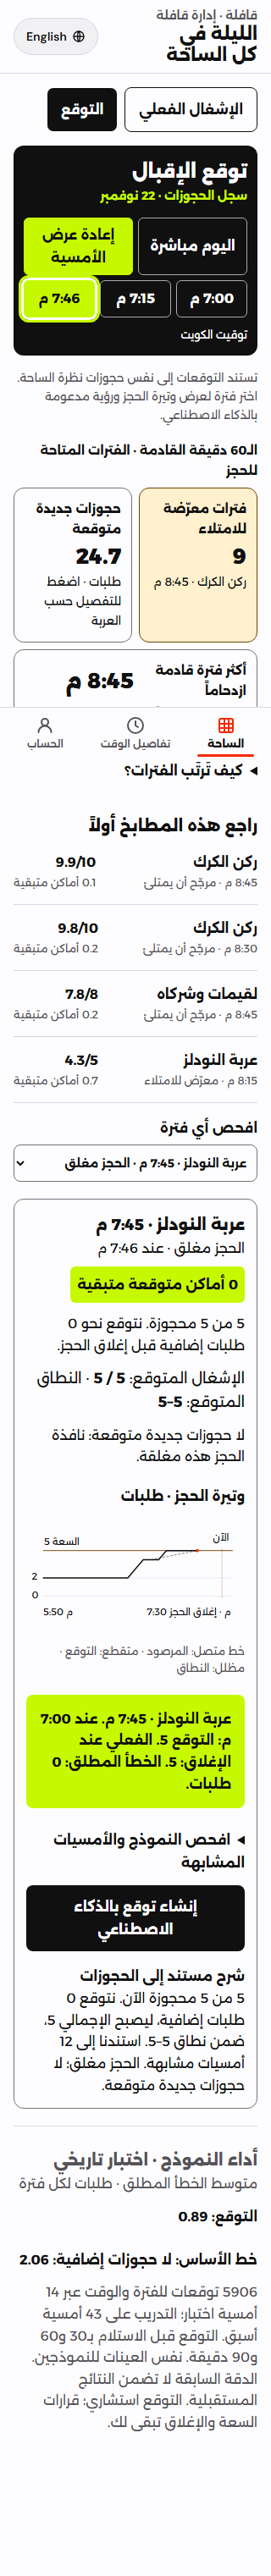 قافلة · إدارة قافلة
الليلة في
كل الساحة
English
الإشغال الفعلي
التوقع
توقع الإقبال
سجل الحجوزات · 22 نوفمبر
اليوم مباشرة
إعادة عرض
الأمسية
7:00 م
7:15 م
7:46 م
توقيت الكويت
تستند التوقعات إلى نفس حجوزات نظرة الساحة.
اختر فترة لعرض وتيرة الحجز ورؤية مدعومة
بالذكاء الاصطناعي.
الـ60 دقيقة القادمة · الفترات المتاحة
للحجز
فترات معرّضة
للامتلاء
9
ركن الكرك · 8:45 م
حجوزات جديدة
متوقعة
24.7
طلبات · اضغط
للتفصيل حسب
العربة
أكثر فترة قادمة
ازدحاماً
8:45 م
الساحة
تفاصيل الوقت
الحساب
كيف تُرتّب الفترات؟
راجع هذه المطابخ أولاً
ركن الكرك
9.9/10
8:45 م · مرجّح أن يمتلئ
0.1 أماكن متبقية
ركن الكرك
9.8/10
8:30 م · مرجّح أن يمتلئ
0.2 أماكن متبقية
لقيمات وشركاه
7.8/8
8:45 م · مرجّح أن يمتلئ
0.2 أماكن متبقية
عربة النودلز
4.3/5
8:15 م · معرّض للامتلاء
0.7 أماكن متبقية
افحص أي فترة
عربة النودلز · 7:45 م · الحجز مغلق
عربة النودلز · 7:45 م
الحجز مغلق · عند 7:46 م
0 أماكن متوقعة متبقية
5 من 5 محجوزة. نتوقع نحو 0
طلبات إضافية قبل إغلاق الحجز.
الإشغال المتوقع: 5 / 5 · النطاق
المتوقع: 5–5
لا حجوزات جديدة متوقعة: نافذة
الحجز هذه مغلقة.
وتيرة الحجز · طلبات
السعة 5
الآن
2
0
5:50 م
م · إغلاق الحجز 7:30
خط متصل: المرصود · متقطع: التوقع ·
مظلل: النطاق
عربة النودلز · 7:45 م. عند 7:00
م: التوقع 5. الفعلي عند
الإغلاق: 5. الخطأ المطلق: 0
طلبات.
افحص النموذج والأمسيات
المشابهة
إنشاء توقع بالذكاء
الاصطناعي
شرح مستند إلى الحجوزات
5 من 5 محجوزة الآن. نتوقع 0
طلبات إضافية، ليصبح الإجمالي 5،
ضمن نطاق 5–5. استندنا إلى 12
أمسيات مشابهة. الحجز مغلق؛ لا
حجوزات جديدة متوقعة.
أداء النموذج · اختبار تاريخي
متوسط الخطأ المطلق · طلبات لكل فترة
التوقع: 0.89
خط الأساس: لا حجوزات إضافية: 2.06
5906 توقعات للفترة والوقت عبر 14
أمسية اختبار؛ التدريب على 43 أمسية
أسبق. التوقع قبل الاستلام بـ30 و60
و90 دقيقة. نفس العينات للنموذجين.
الدقة السابقة لا تضمن النتائج
المستقبلية. التوقع استشاري؛ قرارات
السعة والإغلاق تبقى لك.